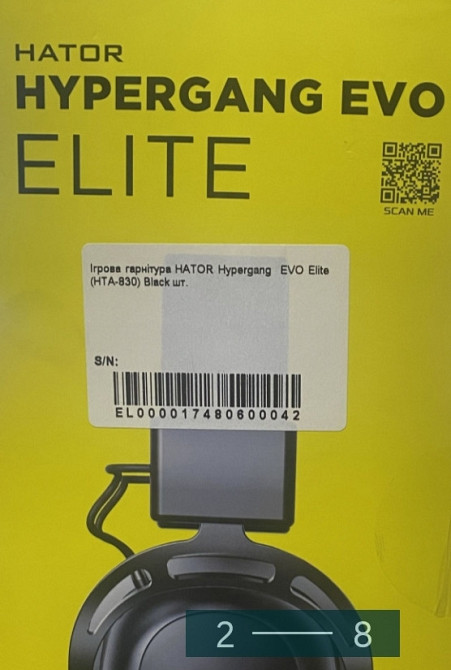 HATOR
HYPERGANG EVO
ELITE
SCAN ME
Ігрова гарнітура HATOR Hypergang EVO Elite
(HTA-830) Black шт.
S/N:
EL000017480600042
2 — 8